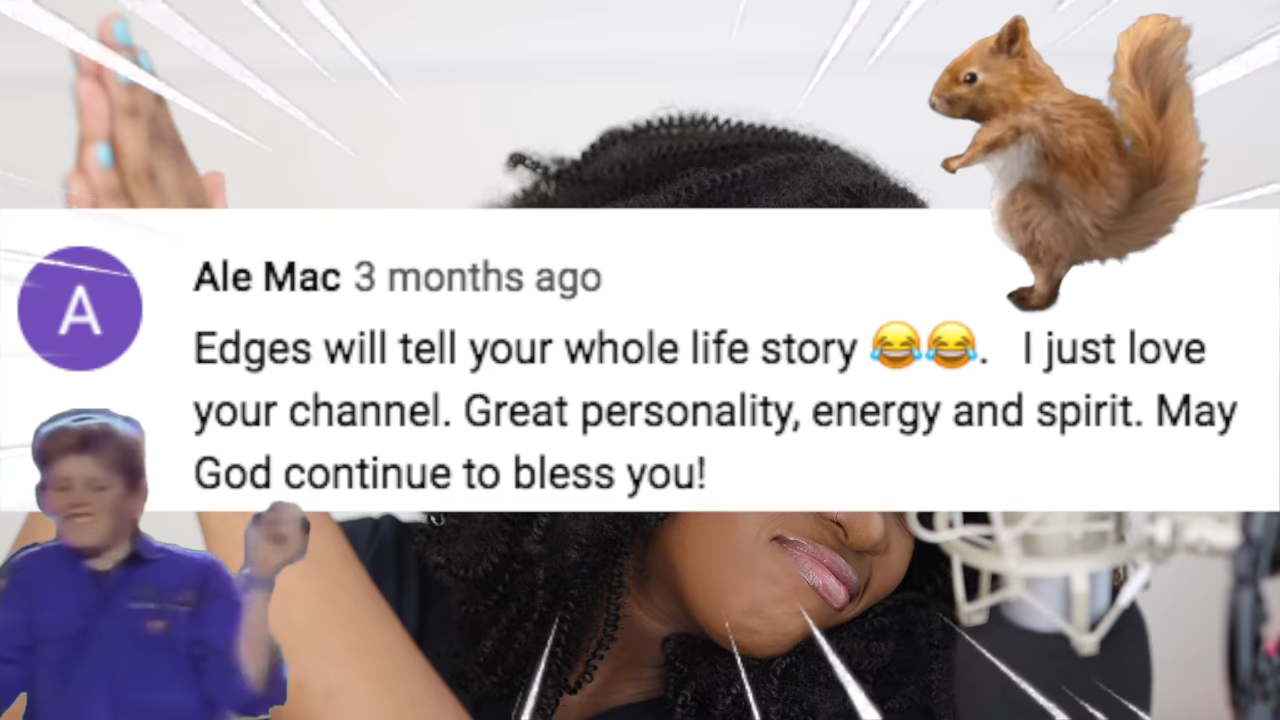 A
Ale Mac 3 months ago
Edges will tell your whole life story 😂😂.   I just love
your channel. Great personality, energy and spirit. May
God continue to bless you!